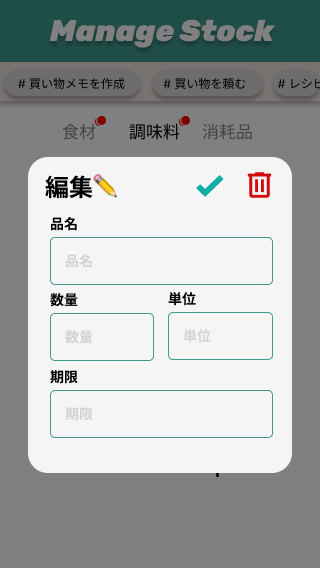 Manage Stock
# 買い物メモを作成
# 買い物を頼む
# レシピ
食材
調味料
消耗品
編集✏️
品名
品名
数量
単位
数量
単位
期限
期限